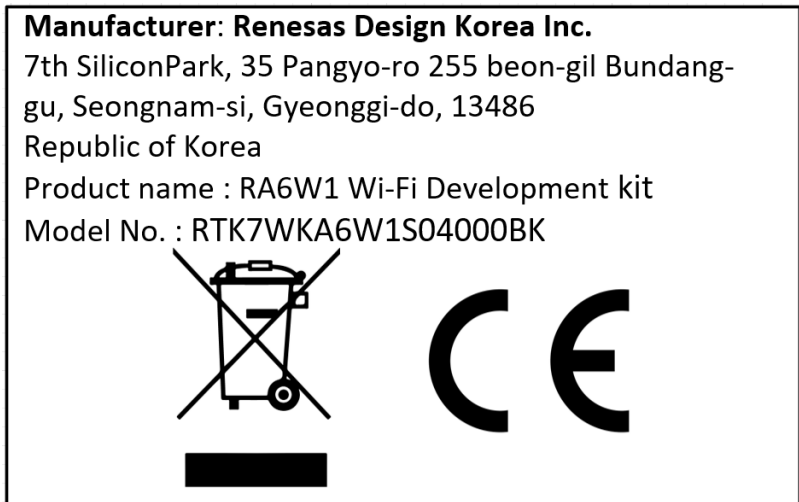 Manufacturer: Renesas Design Korea Inc.
7th SiliconPark, 35 Pangyo-ro 255 beon-gil Bundang-
gu, Seongnam-si, Gyeonggi-do, 13486
Republic of Korea
Product name : RA6W1 Wi-Fi Development kit
Model No. : RTK7WKA6W1S04000BK
CE